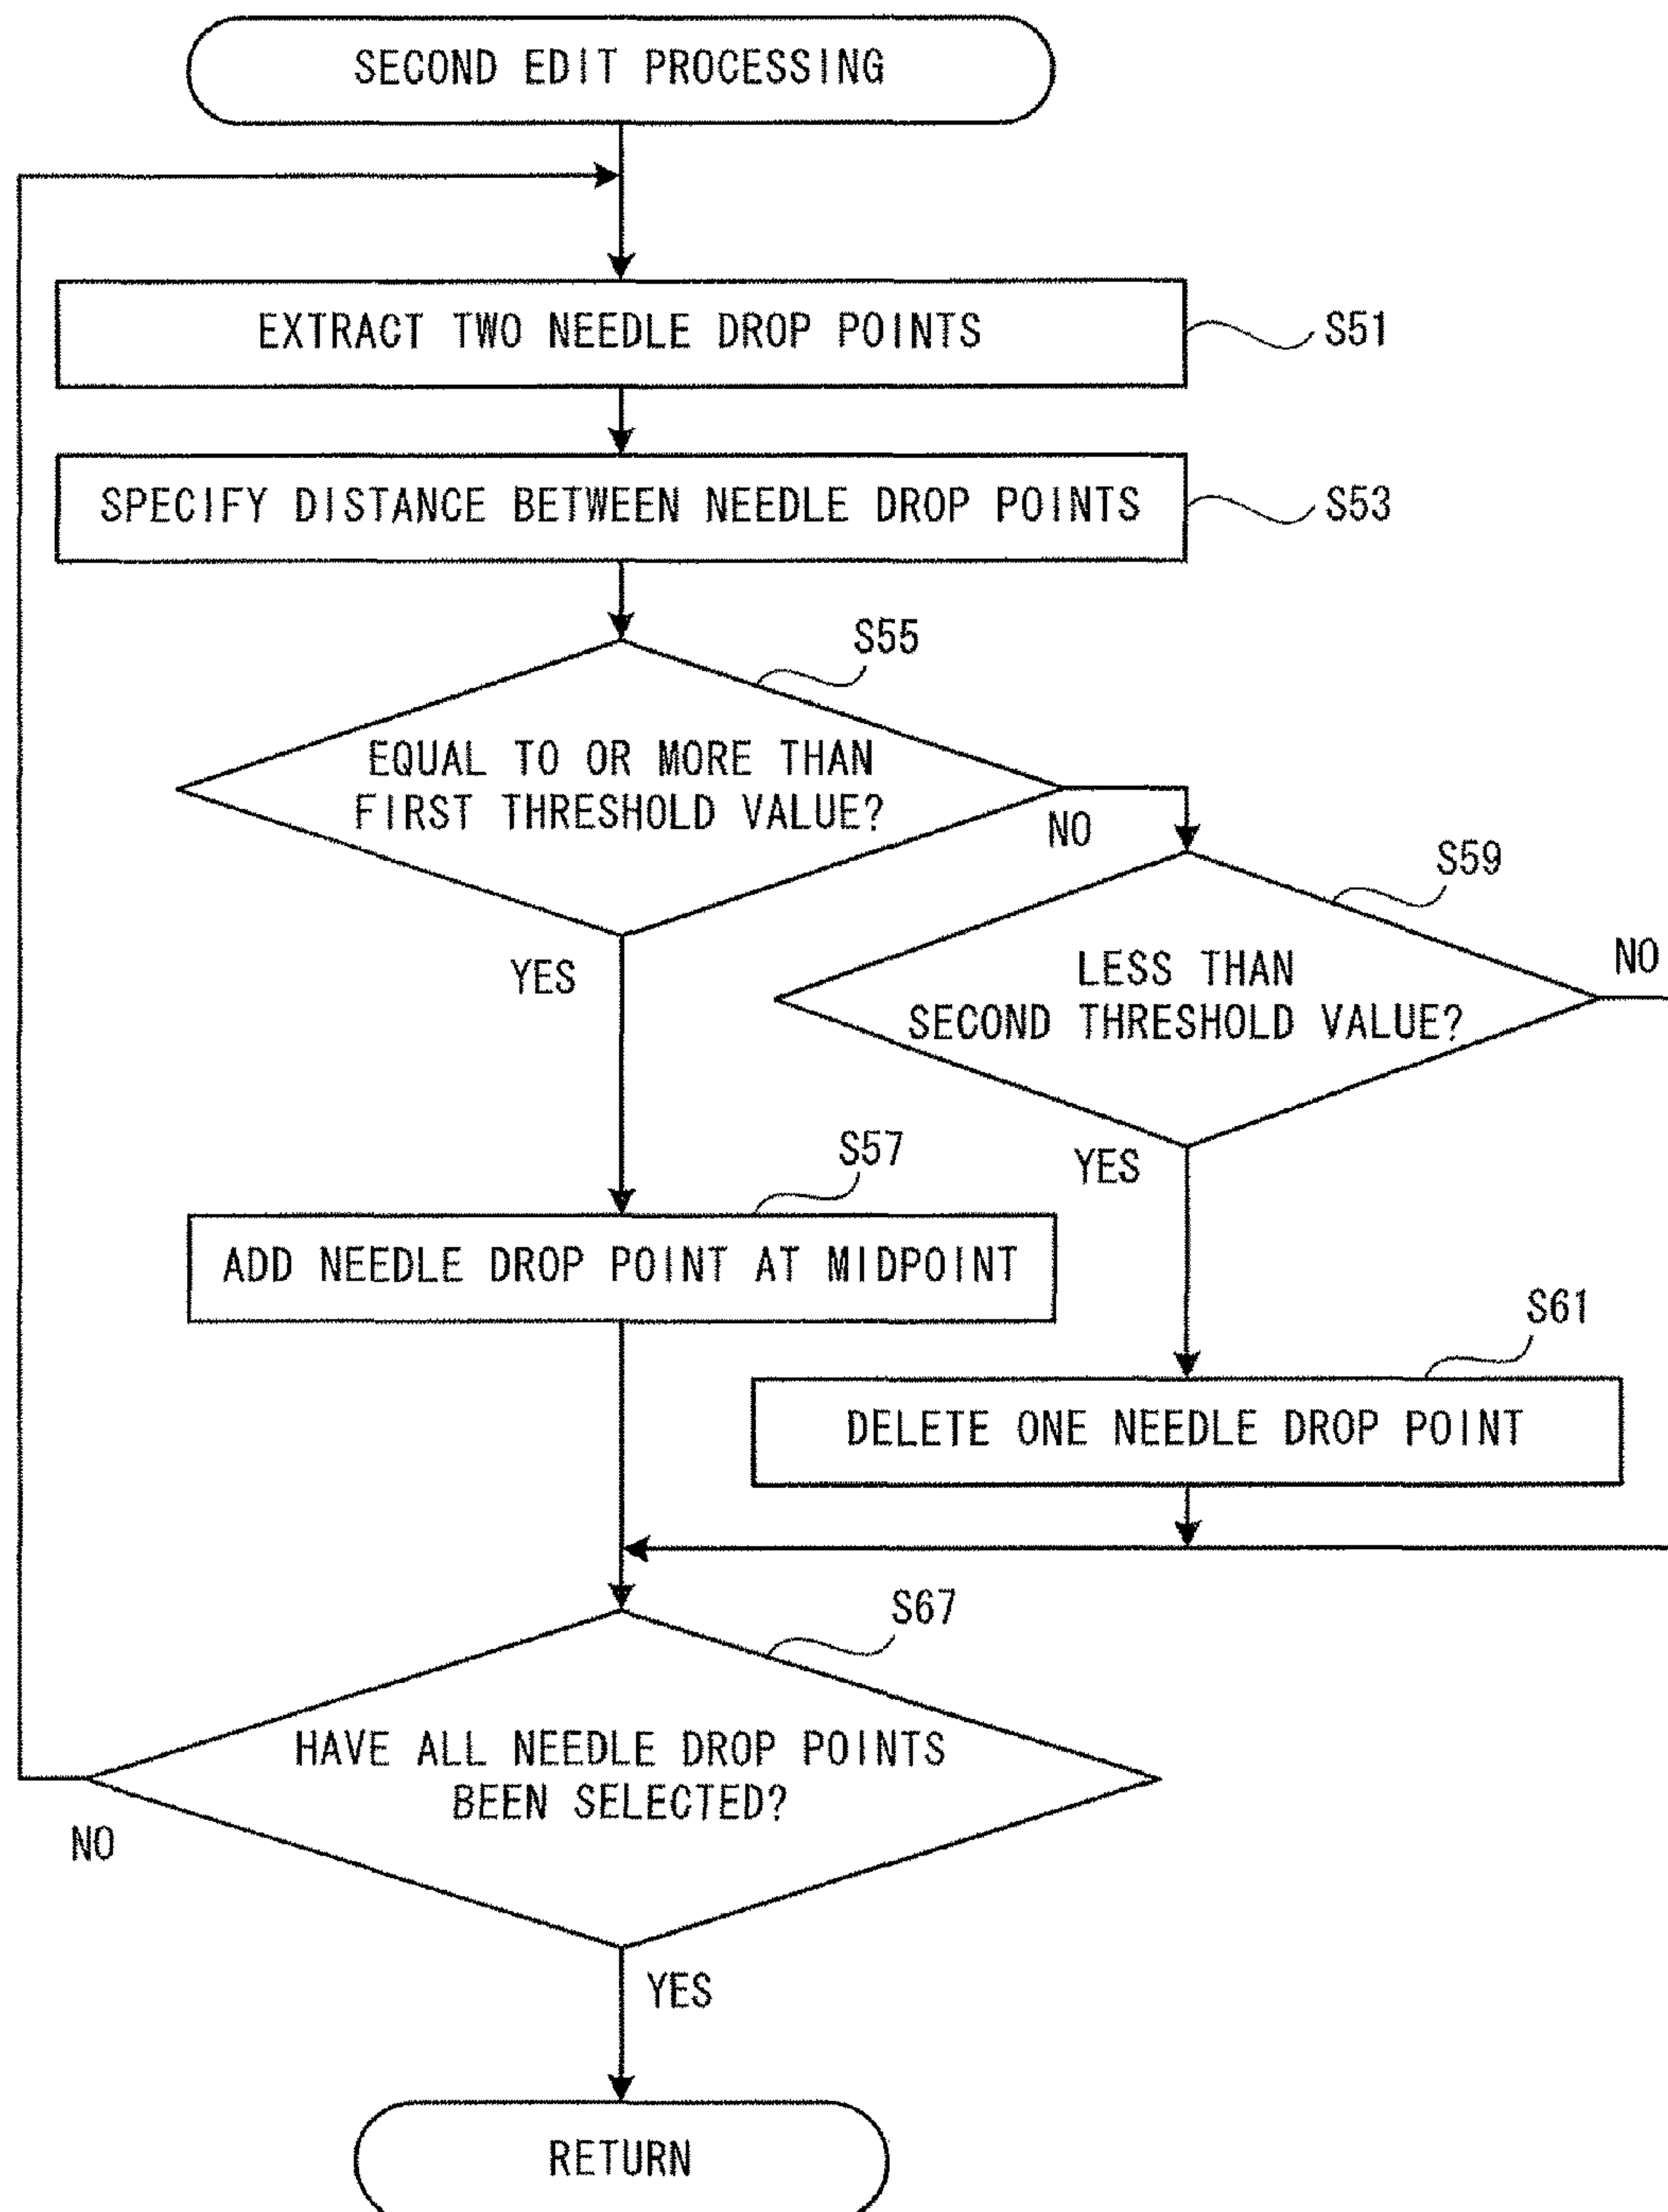 SECOND EDIT PROCESSING
EXTRACT TWO NEEDLE DROP POINTS
S51
SPECIFY DISTANCE BETWEEN NEEDLE DROP POINTS
S53
S55
EQUAL TO OR MORE THAN
FIRST THRESHOLD VALUE?
NO
S59
YES
LESS THAN
SECOND THRESHOLD VALUE?
NO
S57
YES
ADD NEEDLE DROP POINT AT MIDPOINT
S61
DELETE ONE NEEDLE DROP POINT
S67
HAVE ALL NEEDLE DROP POINTS
BEEN SELECTED?
NO
YES
RETURN